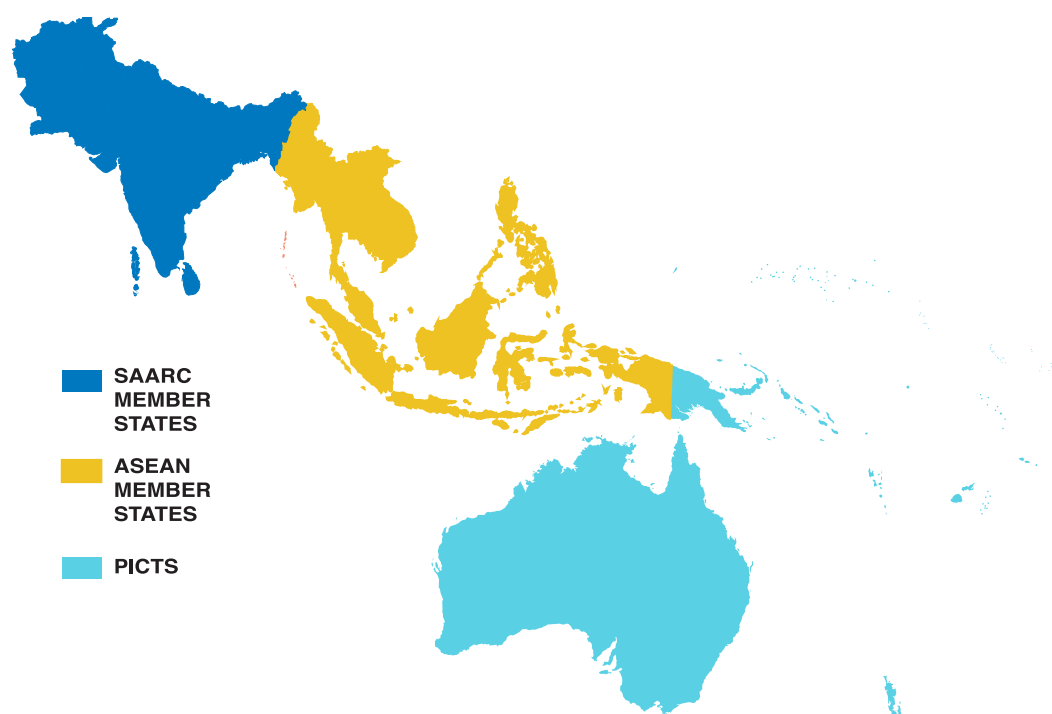 SAARC
MEMBER
STATES
ASEAN
MEMBER
STATES
PICTS